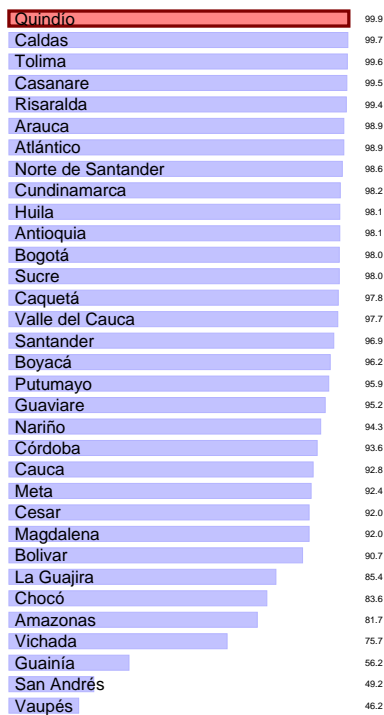 Quindío 99.9
Caldas 99.7
Tolima 99.6
Casanare 99.5
Risaralda 99.4
Arauca 98.9
Atlántico 98.9
Norte de Santander 98.6
Cundinamarca 98.2
Huila 98.1
Antioquia 98.1
Bogotá 98.0
Sucre 98.0
Caquetá 97.8
Valle del Cauca 97.7
Santander 96.9
Boyacá 96.2
Putumayo 95.9
Guaviare 95.2
Nariño 94.3
Córdoba 93.6
Cauca 92.8
Meta 92.4
Cesar 92.0
Magdalena 92.0
Bolivar 90.7
La Guajira 85.4
Chocó 83.6
Amazonas 81.7
Vichada 75.7
Guainía 56.2
San Andrés 49.2
Vaupés 46.2